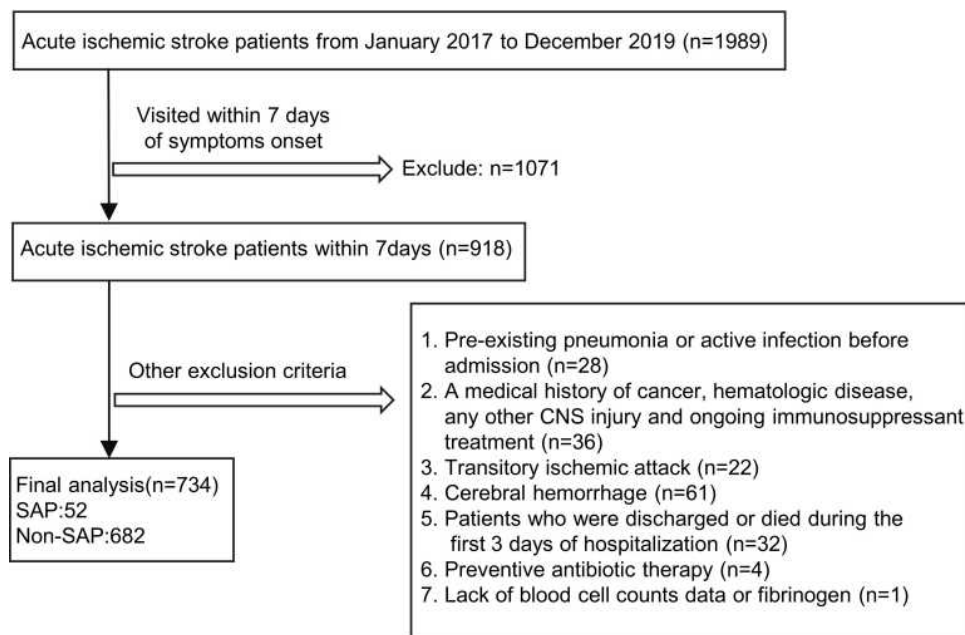 Acute ischemic stroke patients from January 2017 to December 2019 (n=1989)
Visited within 7 days
of symptoms onset
Exclude: n=1071
Acute ischemic stroke patients within 7days (n=918)
Other exclusion criteria
1. Pre-existing pneumonia or active infection before
admission (n=28)
2. A medical history of cancer, hematologic disease,
any other CNS injury and ongoing immunosuppressant
treatment (n=36)
3. Transitory ischemic attack (n=22)
4. Cerebral hemorrhage (n=61)
5. Patients who were discharged or died during the
first 3 days of hospitalization (n=32)
6. Preventive antibiotic therapy (n=4)
7. Lack of blood cell counts data or fibrinogen (n=1)
Final analysis(n=734)
SAP:52
Non-SAP:682